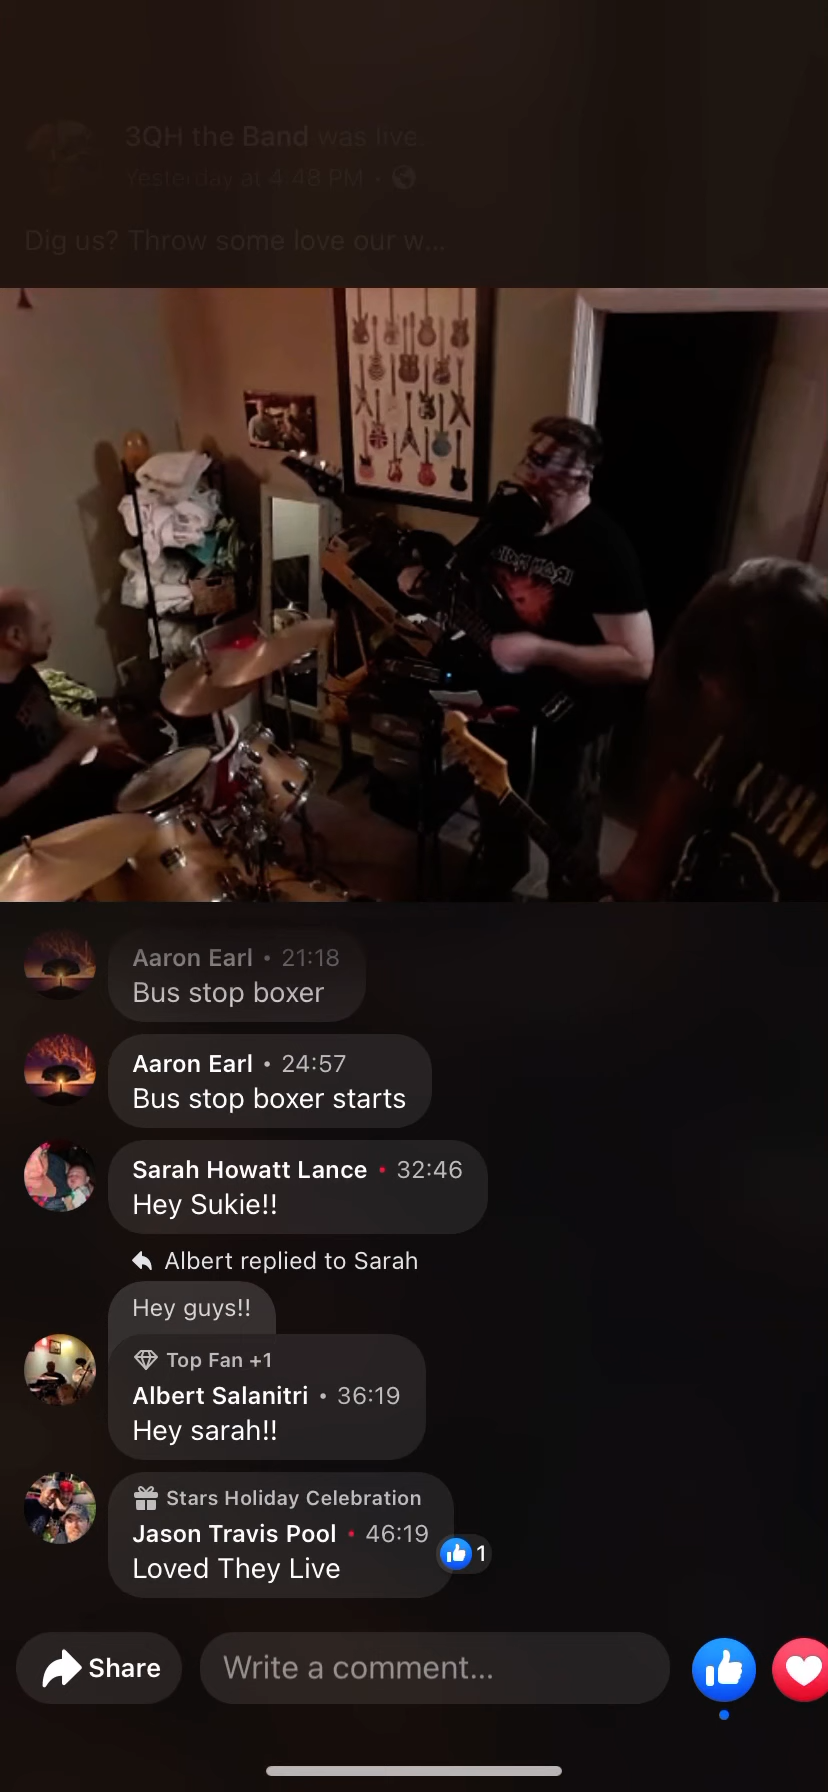 3QH the Band was live.
Yesterday at 4:48 PM ·
Dig us? Throw some love our w...
Aaron Earl • 21:18
Bus stop boxer
Aaron Earl • 24:57
Bus stop boxer starts
Sarah Howatt Lance • 32:46
Hey Sukie!!
Albert replied to Sarah
Hey guys!!
Top Fan +1
Albert Salanitri • 36:19
Hey sarah!!
Stars Holiday Celebration
Jason Travis Pool • 46:19
1
Loved They Live
Share
Write a comment...